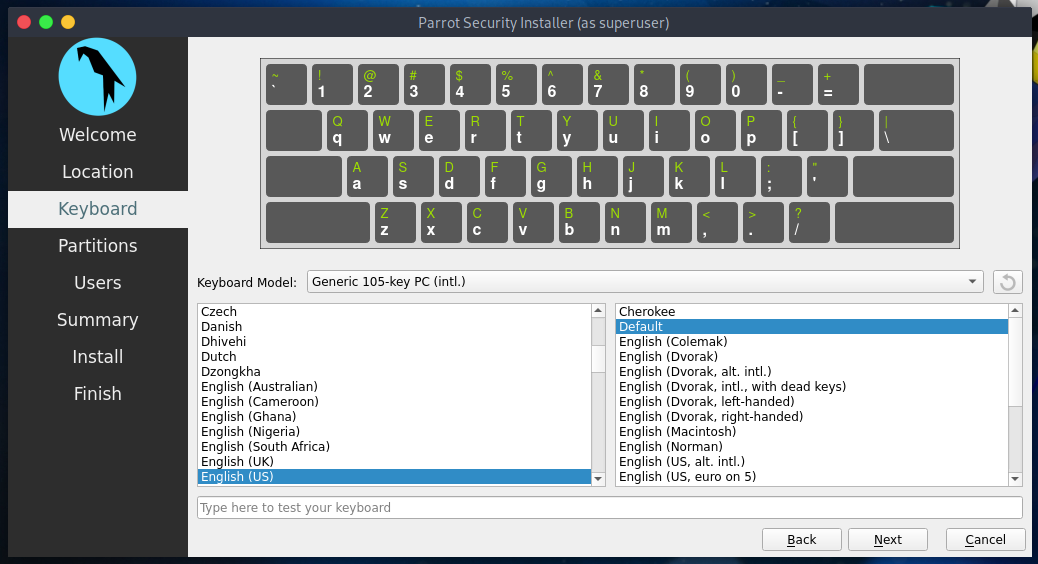 Parrot Security Installer (as superuser)
Welcome
Location
Keyboard
Partitions
Users
Summary
Install
Finish
~ ! @ # $ % ^ & * ( ) _ +
` 1 2 3 4 5 6 7 8 9 0 - =
Q W E R T Y U I O P { } |
q w e r t y u i o p [ ] \
A S D F G H J K L : "
a s d f g h j k l ; '
Z X C V B N M < > ?
z x c v b n m , . /
Keyboard Model: Generic 105-key PC (intl.)
Czech
Danish
Dhivehi
Dutch
Dzongkha
English (Australian)
English (Cameroon)
English (Ghana)
English (Nigeria)
English (South Africa)
English (UK)
English (US)
Cherokee
Default
English (Colemak)
English (Dvorak)
English (Dvorak, alt. intl.)
English (Dvorak, intl., with dead keys)
English (Dvorak, left-handed)
English (Dvorak, right-handed)
English (Macintosh)
English (Norman)
English (US, alt. intl.)
English (US, euro on 5)
Type here to test your keyboard
Back Next Cancel